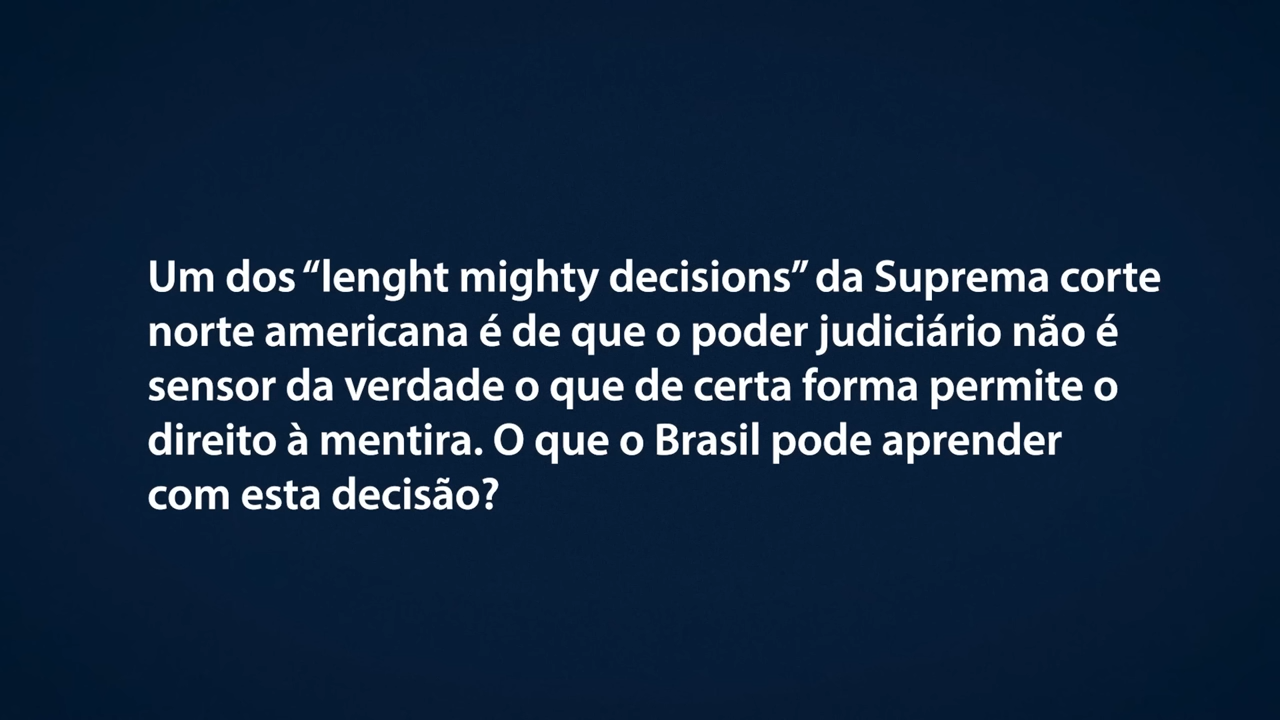 Um dos “lenght mighty decisions” da Suprema corte
norte americana é de que o poder judiciário não é
sensor da verdade o que de certa forma permite o
direito à mentira. O que o Brasil pode aprender
com esta decisão?